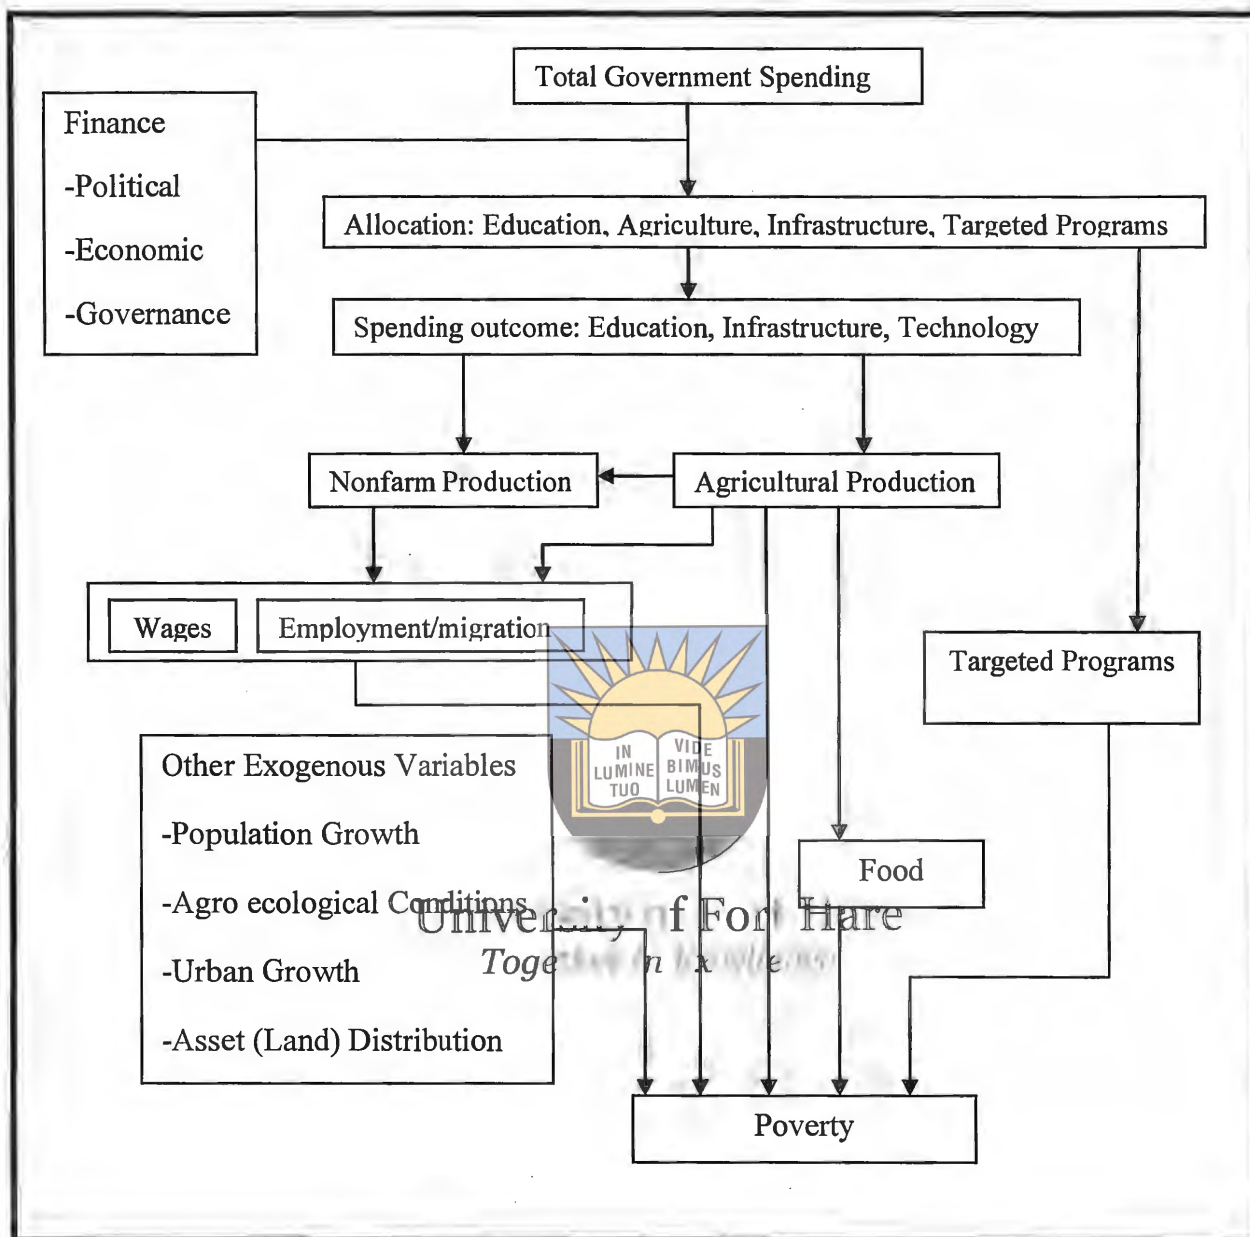 Total Government Spending
Finance
-Political
-Economic
-Governance
Allocation: Education, Agriculture, Infrastructure, Targeted Programs
Spending outcome: Education, Infrastructure, Technology
Nonfarm Production
Agricultural Production
Wages
Employment/migration
Targeted Programs
IN
LUMINE
TUO
VIDE
BIMUS
LUMEN
Other Exogenous Variables
-Population Growth
-Agro ecological Conditions
-Urban Growth
-Asset (Land) Distribution
Food
University of Fort Hare
Together in
Poverty